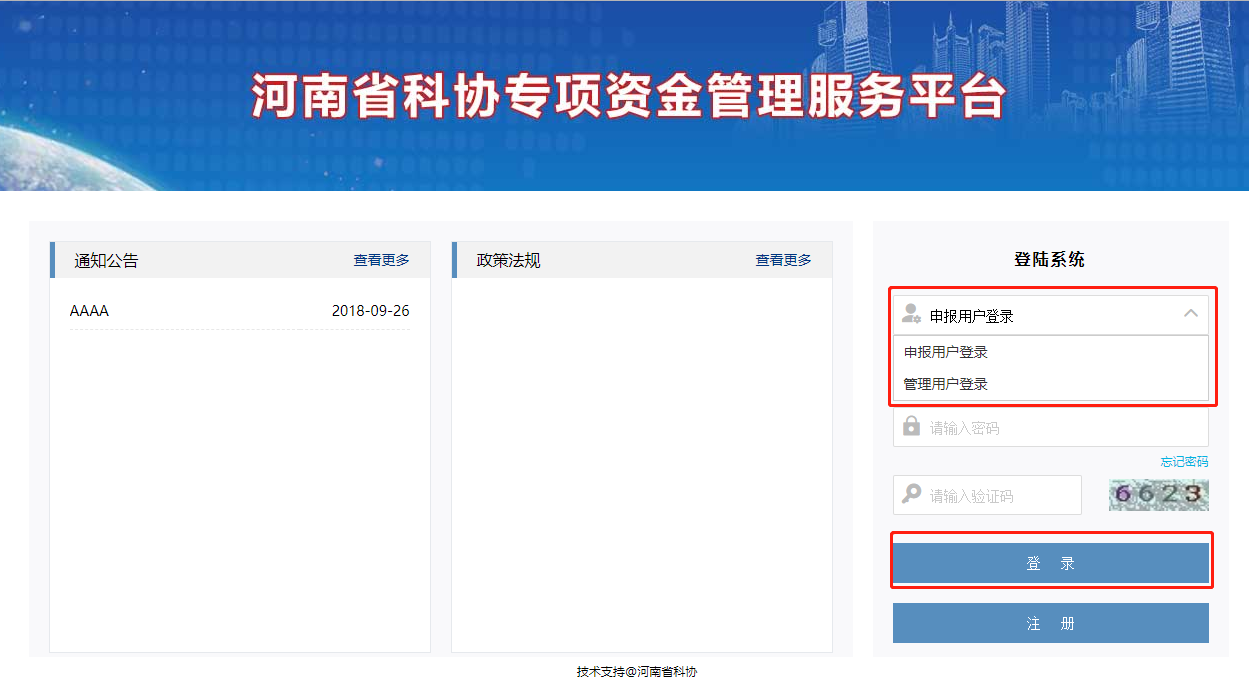 河南省科协专项资金管理服务平台
通知公告 查看更多
AAAA 2018-09-26
政策法规 查看更多
登陆系统
申报用户登录
申报用户登录
管理用户登录
请输入密码
忘记密码
请输入验证码 6623
登 录
注 册
技术支持@河南省科协